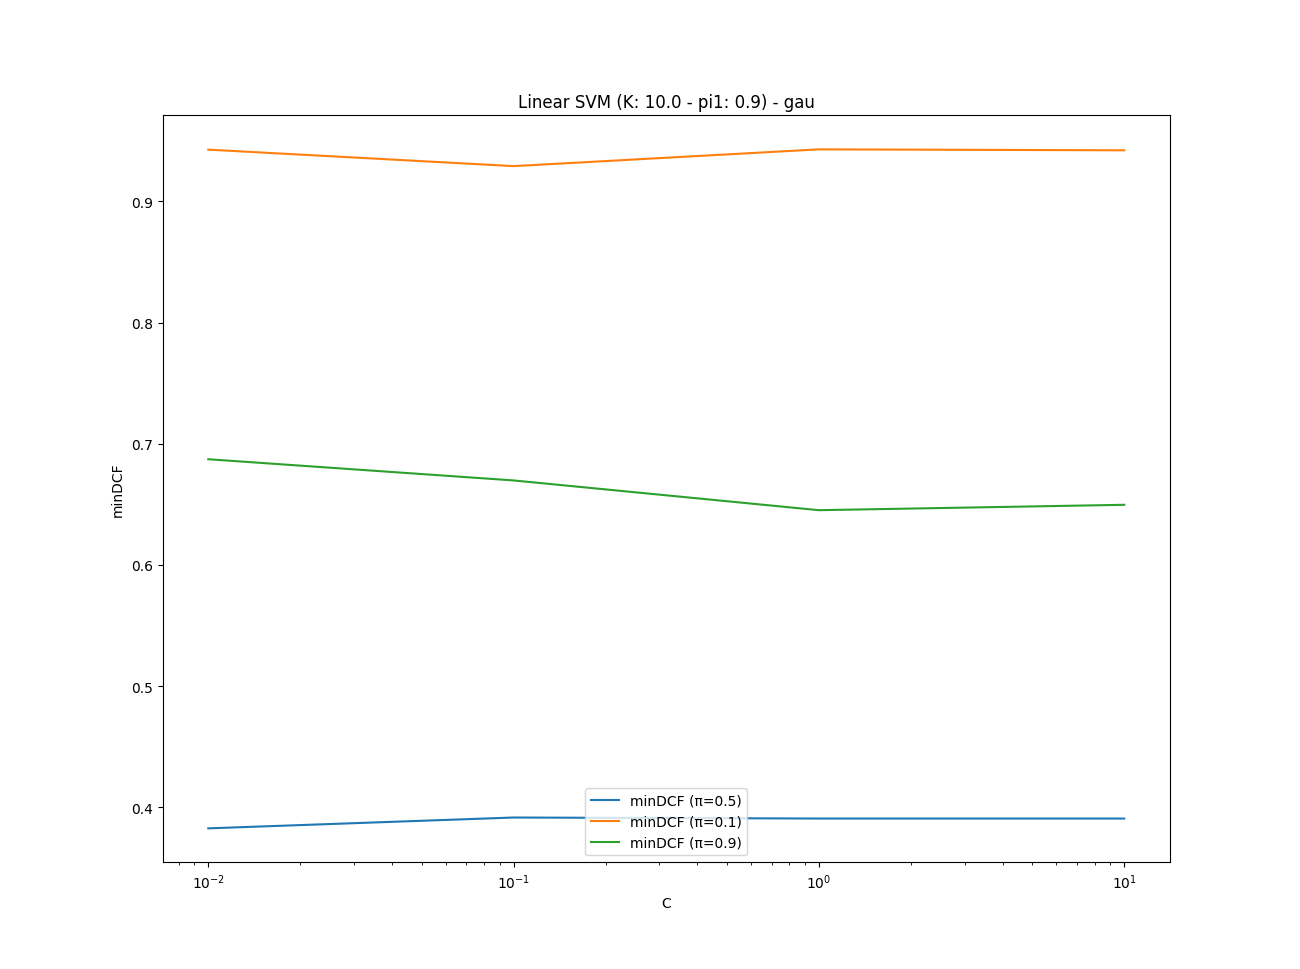 Linear SVM (K: 10.0 - pi1: 0.9) - gau
minDCF
0.9
0.8
0.7
0.6
0.5
0.4
minDCF (π=0.5)
minDCF (π=0.1)
minDCF (π=0.9)
10⁻² 10⁻¹ 10⁰ 10¹
C